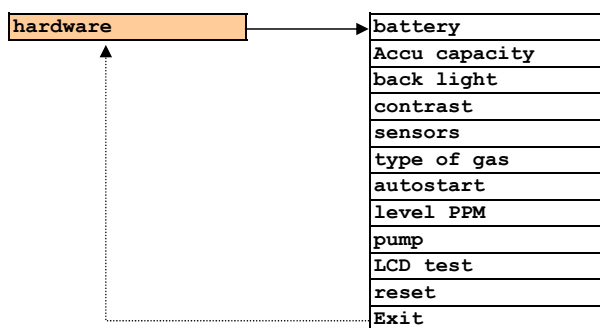 hardware
battery
Accu capacity
back light
contrast
sensors
type of gas
autostart
level PPM
pump
LCD test
reset
Exit